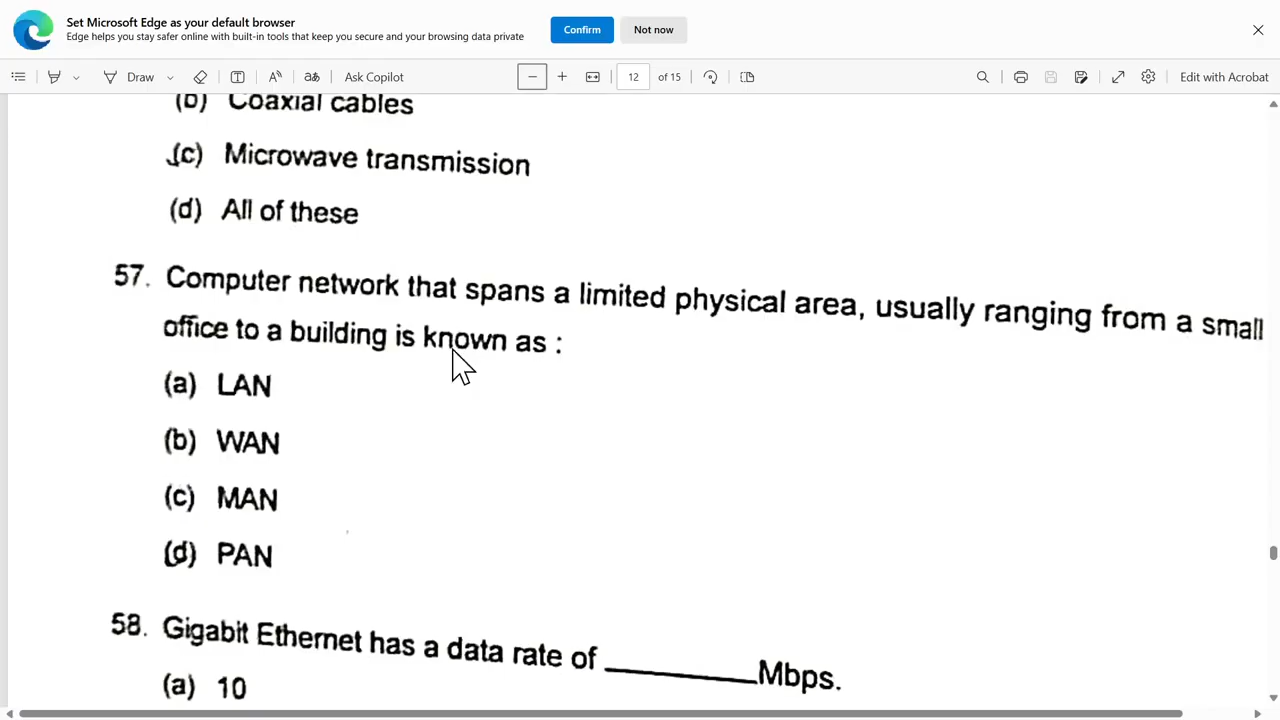 Set Microsoft Edge as your default browser
Edge helps you stay safer online with built-in tools that keep you secure and your browsing data private
Confirm
Not now
Draw
Ask Copilot
12 of 15
Edit with Acrobat
(b) Coaxial cables
(c) Microwave transmission
(d) All of these
57. Computer network that spans a limited physical area, usually ranging from a small
office to a building is known as :
(a) LAN
(b) WAN
(c) MAN
(d) PAN
58. Gigabit Ethernet has a data rate of __________ Mbps.
(a) 10